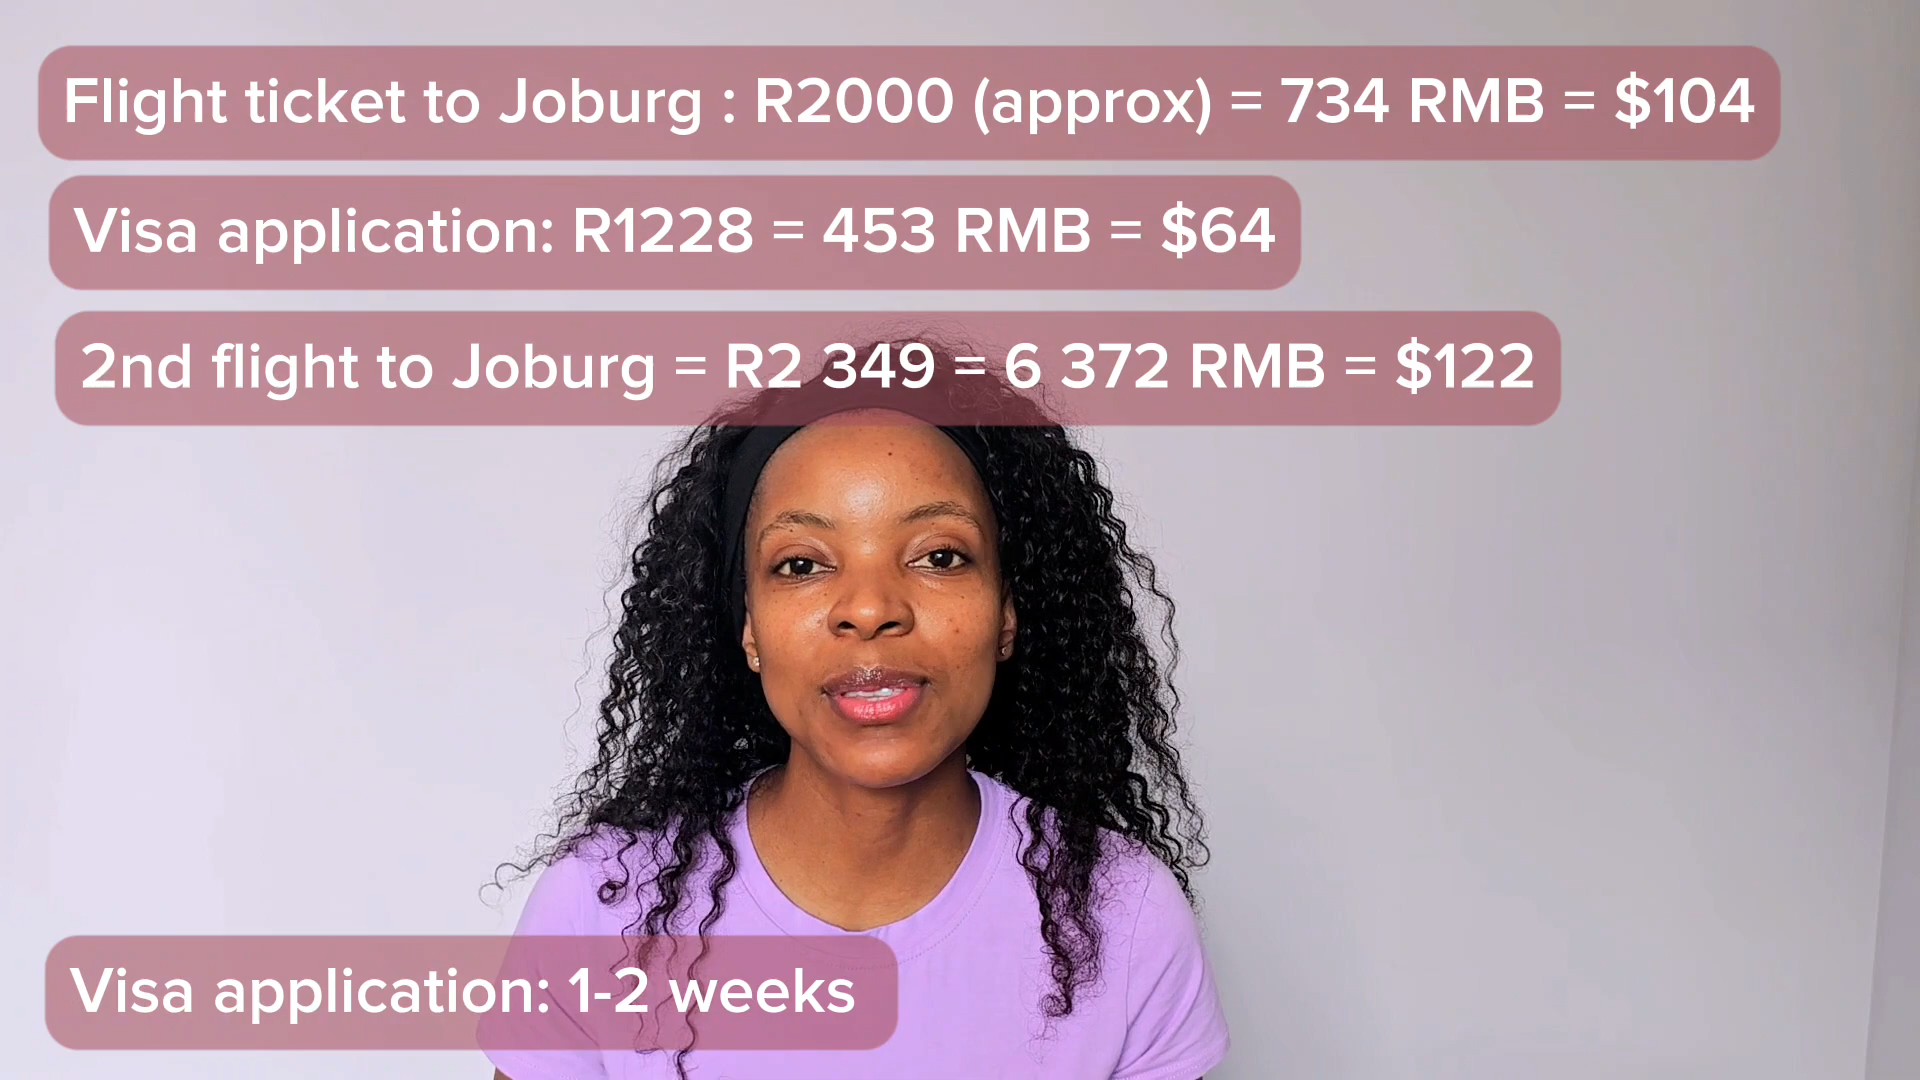 Flight ticket to Joburg : R2000 (approx) = 734 RMB = $104
Visa application: R1228 = 453 RMB = $64
2nd flight to Joburg = R2 349 = 6 372 RMB = $122
Visa application: 1-2 weeks